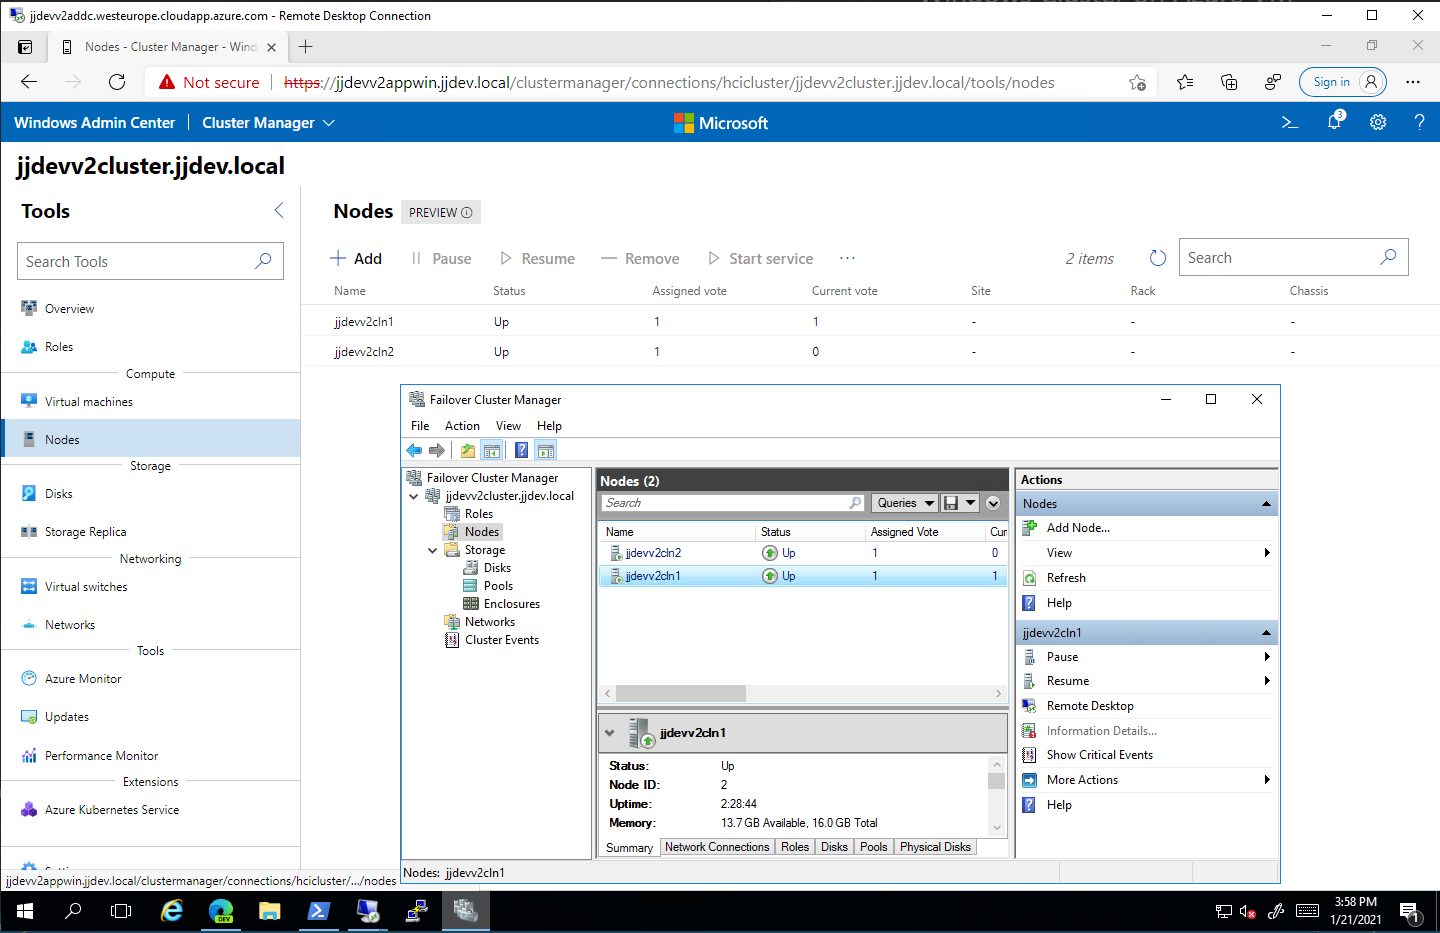 jjdevv2addc.westeurope.cloudapp.azure.com - Remote Desktop Connection
Nodes - Cluster Manager - Wind
Not secure
https://jjdevv2appwin.jjdev.local/clustermanager/connections/hcicluster/jjdevv2cluster.jjdev.local/tools/nodes
Sign in
Windows Admin Center
Cluster Manager
Microsoft
3
?
jjdevv2cluster.jjdev.local
Tools
Search Tools
Overview
Roles
Compute
Virtual machines
Nodes
Storage
Disks
Storage Replica
Networking
Virtual switches
Networks
Tools
Azure Monitor
Updates
Performance Monitor
Extensions
Azure Kubernetes Service
jjdevv2appwin.jjdev.local/clustermanager/connections/hcicluster/.../nodes
Nodes PREVIEW
Add Pause Resume Remove Start service ... 2 items Search
Name Status Assigned vote Current vote Site Rack Chassis
jjdevv2cln1 Up 1 1 - - -
jjdevv2cln2 Up 1 0 - - -
Failover Cluster Manager
File Action View Help
Failover Cluster Manager
jjdevv2cluster.jjdev.local
Roles
Nodes
Storage
Disks
Pools
Enclosures
Networks
Cluster Events
Nodes (2)
Search Queries
Name Status Assigned Vote Cur
jjdevv2cln2 Up 1 0
jjdevv2cln1 Up 1 1
jjdevv2cln1
Status: Up
Node ID: 2
Uptime: 2:28:44
Memory: 13.7 GB Available, 16.0 GB Total
Summary Network Connections Roles Disks Pools Physical Disks
Actions
Nodes
Add Node...
View
Refresh
Help
jjdevv2cln1
Pause
Resume
Remote Desktop
Information Details...
Show Critical Events
More Actions
Help
Nodes: jjdevv2cln1
DEV
3:58 PM
1/21/2021
1